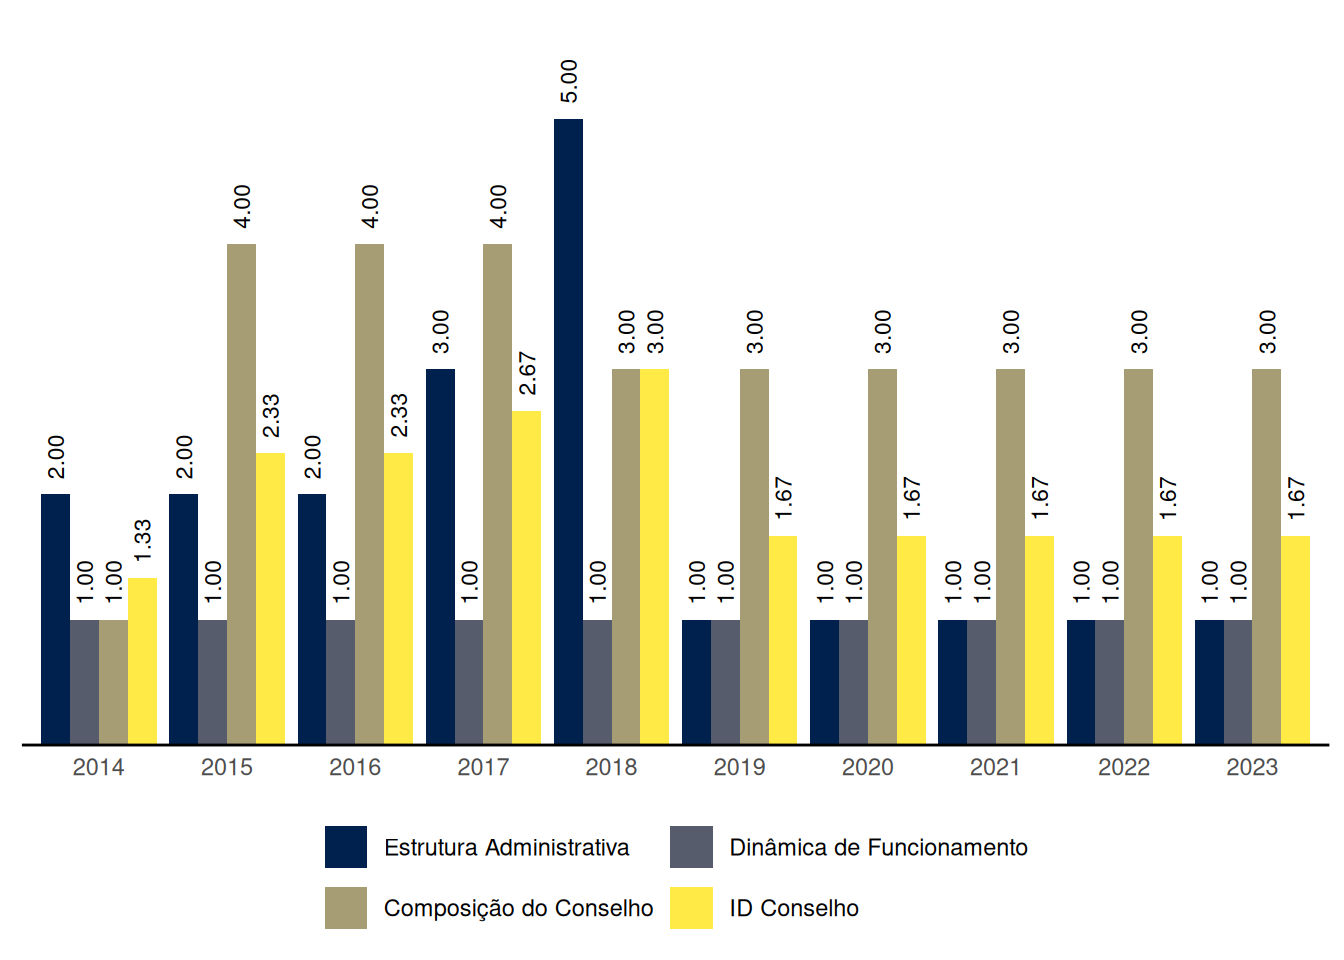 5.00
4.00 4.00 4.00
3.00 3.00 3.00 3.00 3.00 3.00 3.00 3.00
2.67
2.33 2.33
2.00 2.00 2.00
1.67 1.67 1.67 1.67 1.67
1.33
1.00 1.00 1.00 1.00 1.00 1.00 1.00 1.00 1.00 1.00 1.00 1.00 1.00 1.00 1.00 1.00
2014 2015 2016 2017 2018 2019 2020 2021 2022 2023
Estrutura Administrativa Dinâmica de Funcionamento
Composição do Conselho ID Conselho